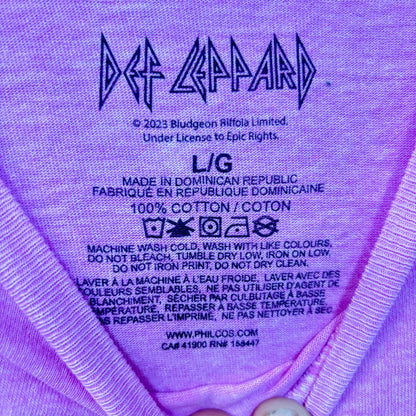 DEF LEPPARD
© 2023 Bludgeon Riffola Limited.
Under License to Epic Rights.
L/G
MADE IN DOMINICAN REPUBLIC
FABRIQUÉ EN RÉPUBLIQUE DOMINICAINE
100% COTTON / COTON
MACHINE WASH COLD, WASH WITH LIKE COLOURS,
DO NOT BLEACH, TUMBLE DRY LOW, IRON ON LOW
DO NOT IRON PRINT, DO NOT DRY CLEAN
LAVER À LA MACHINE À L'EAU FROIDE, LAVER AVEC DES
COULEURS SEMBLABLES, NE PAS UTILISER D'AGENT DE
BLANCHIMENT, SÉCHER PAR CULBUTAGE À BASSE
TEMPÉRATURE, REPASSER À BASSE TEMPÉRATURE,
PAS REPASSER L'IMPRIMÉ, NE PAS NETTOYER À SEC
WWW.PHILCOS.COM
CA# 41900 RN# 158447